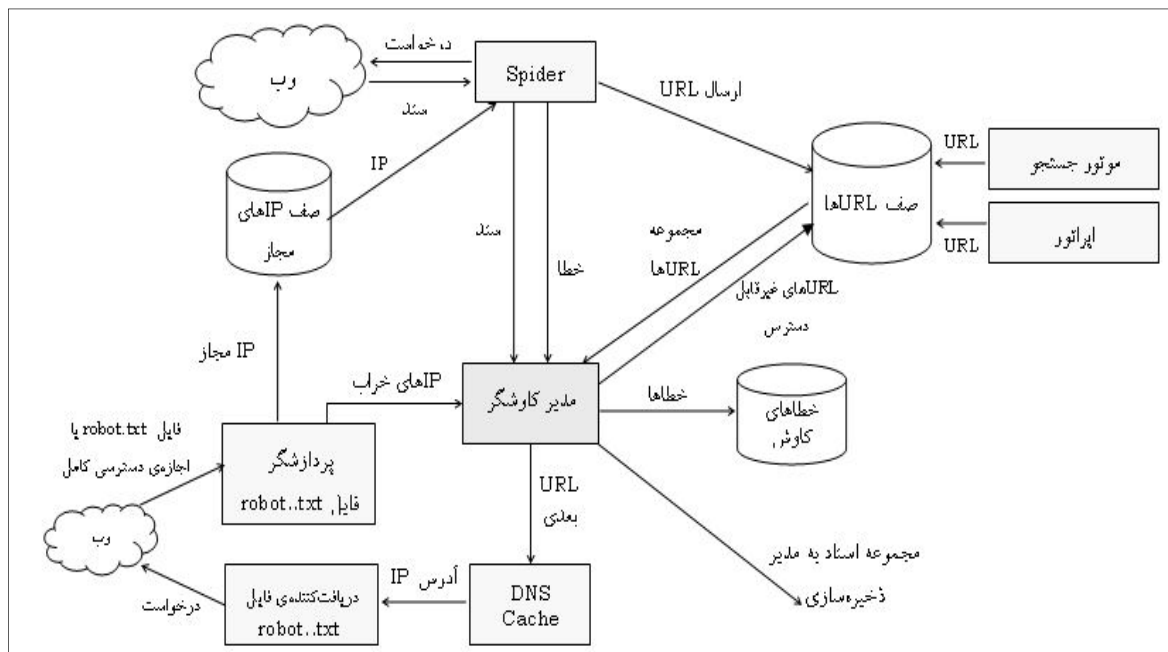 درخواست
Spider
وب
سند
ارسال URL
IP
صف IPهای
مجاز
سند
خطا
مجموعه
URLها
صف URLها
URL
موتور جستجو
URL
اپراتور
URLهای غیرقابل
دسترس
IP مجاز
IPهای خراب
مدیر کاوشگر
خطاها
خطاهای
کاوش
فایل robot.txt یا
اجازه‌ی دسترسی کامل
پردازشگر
فایل robot..txt
وب
URL
بعدی
مجموعه اسناد به مدیر
ذخیره‌سازی
درخواست
دریافت‌کننده‌ی فایل
robot..txt
آدرس IP
DNS
Cache